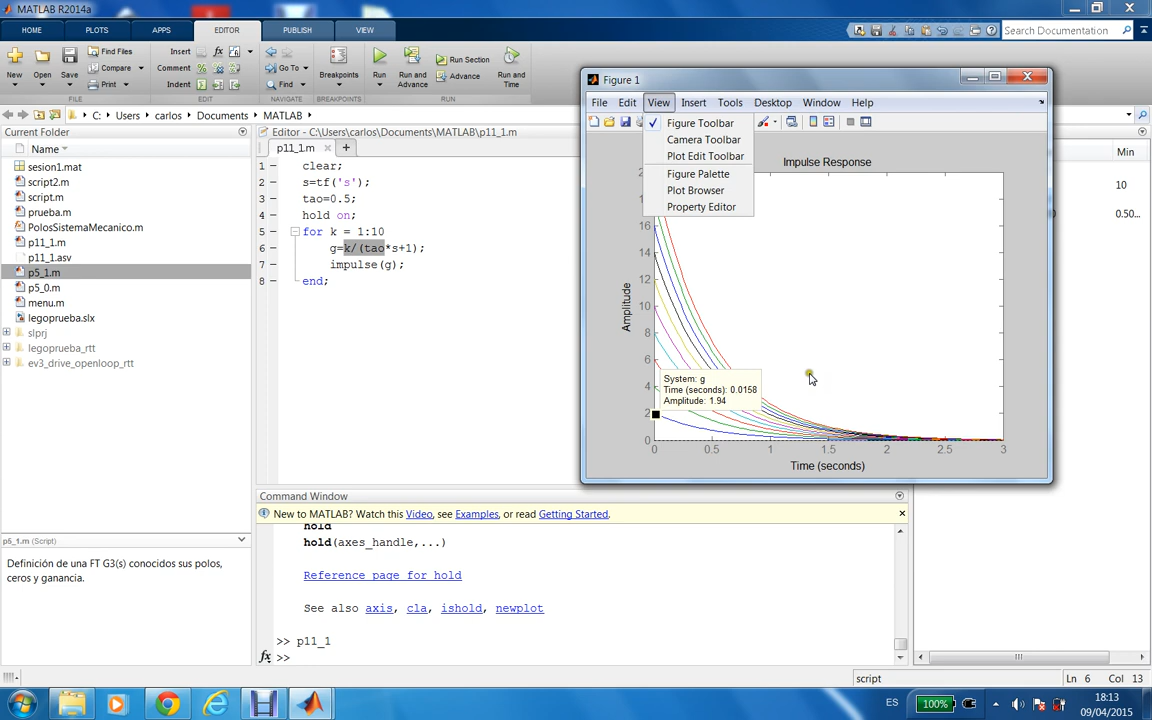 MATLAB R2014a
HOME PLOTS APPS EDITOR PUBLISH VIEW
Search Documentation
New Open Save
Find Files
Compare
Print
Insert
Comment
Indent
Go To
Find
Breakpoints
Run
Run and Advance
Run Section
Advance
Run and Time
FILE EDIT NAVIGATE BREAKPOINTS RUN
C: Users carlos Documents MATLAB
Current Folder
Name
sesion1.mat
script2.m
script.m
prueba.m
PolosSistemaMecanico.m
p11_1.m
p11_1.asv
p5_1.m
p5_0.m
menu.m
legoprueba.slx
slprj
legoprueba_rtt
ev3_drive_openloop_rtt
p5_1.m (Script)
Definición de una FT G3(s) conocidos sus polos,
ceros y ganancia.
Editor - C:\Users\carlos\Documents\MATLAB\p11_1.m
p11_1.m
1 clear;
2 s=tf('s');
3 tao=0.5;
4 hold on;
5 for k = 1:10
6 g=k/(tao*s+1);
7 impulse(g);
8 end;
Command Window
New to MATLAB? Watch this Video, see Examples, or read Getting Started.
hold
hold(axes_handle,...)
Reference page for hold
See also axis, cla, ishold, newplot
>> p11_1
fx >>
Figure 1
File Edit View Insert Tools Desktop Window Help
Figure Toolbar
Camera Toolbar
Plot Edit Toolbar
Figure Palette
Plot Browser
Property Editor
Impulse Response
Amplitude
16
14
12
10
8
6
4
2
0
0 0.5 1 1.5 2 2.5 3
Time (seconds)
System: g
Time (seconds): 0.0158
Amplitude: 1.94
Min
10
0.50...
script
Ln 6 Col 13
ES
100%
18:13
09/04/2015